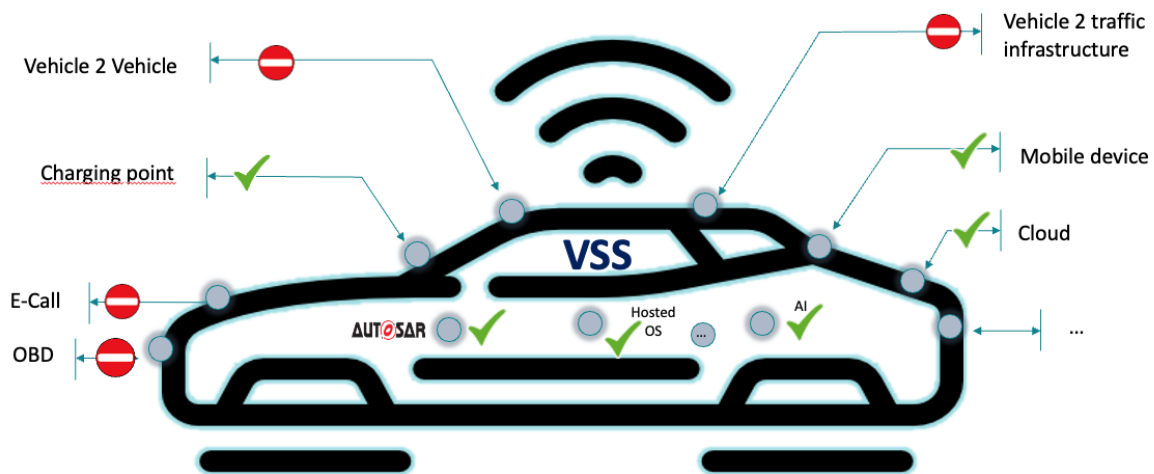 Vehicle 2 Vehicle
Vehicle 2 traffic
infrastructure
Charging point
Mobile device
VSS
Cloud
E-Call
AUTOSAR
Hosted
OS
...
AI
...
OBD